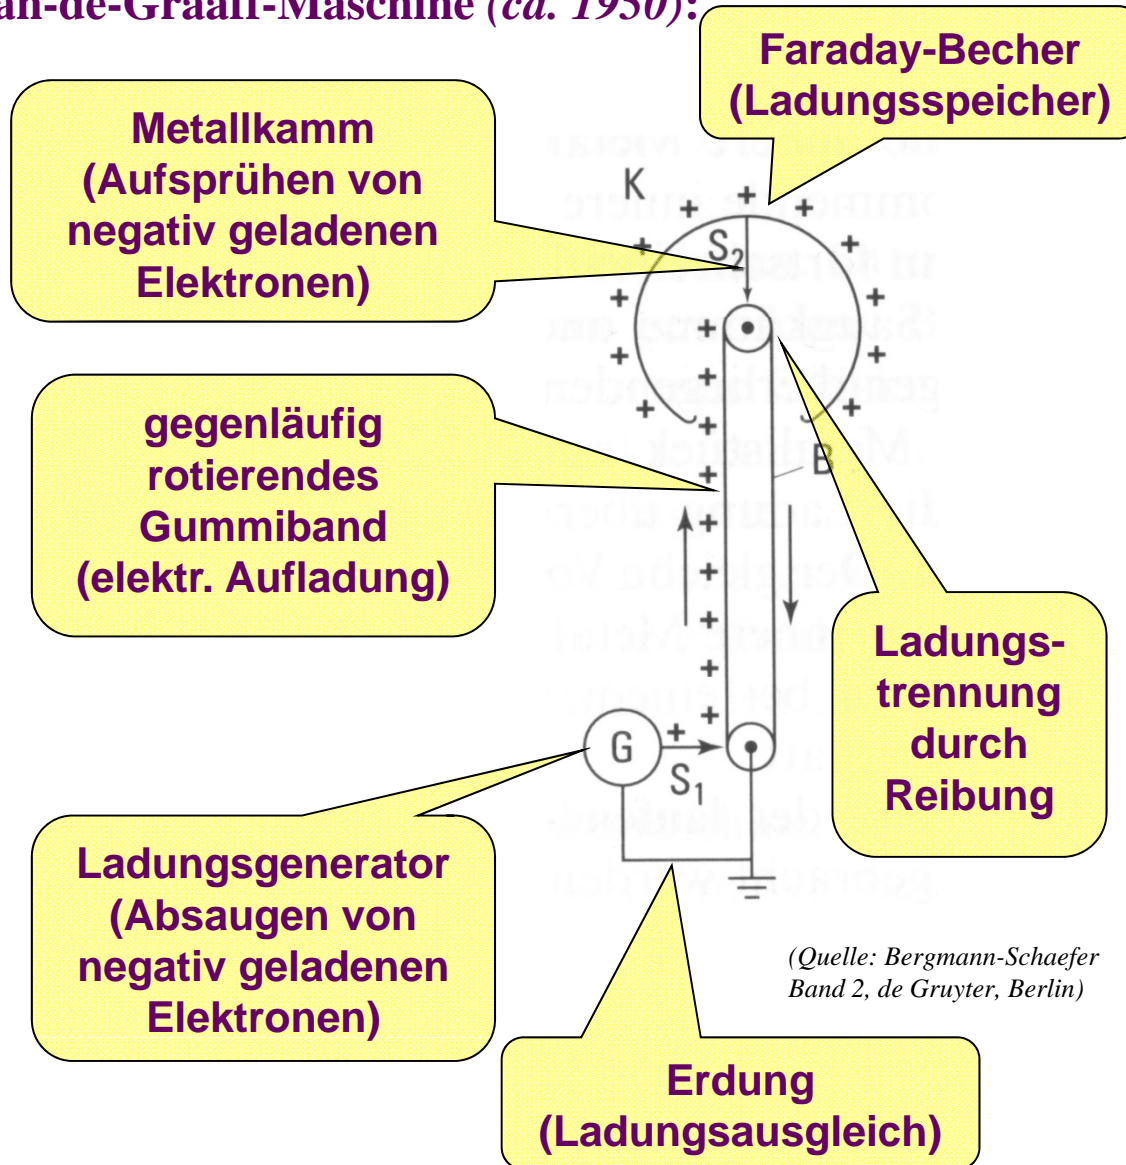 an-de-Graaff-Maschine (ca. 1950):
Faraday-Becher
(Ladungsspeicher)
Metallkamm
(Aufsprühen von
negativ geladenen
Elektronen)
K
S2
gegenläufig
rotierendes
Gummiband
(elektr. Aufladung)
B
Ladungs-
trennung
durch
Reibung
G
S1
Ladungsgenerator
(Absaugen von
negativ geladenen
Elektronen)
(Quelle: Bergmann-Schaefer
Band 2, de Gruyter, Berlin)
Erdung
(Ladungsausgleich)